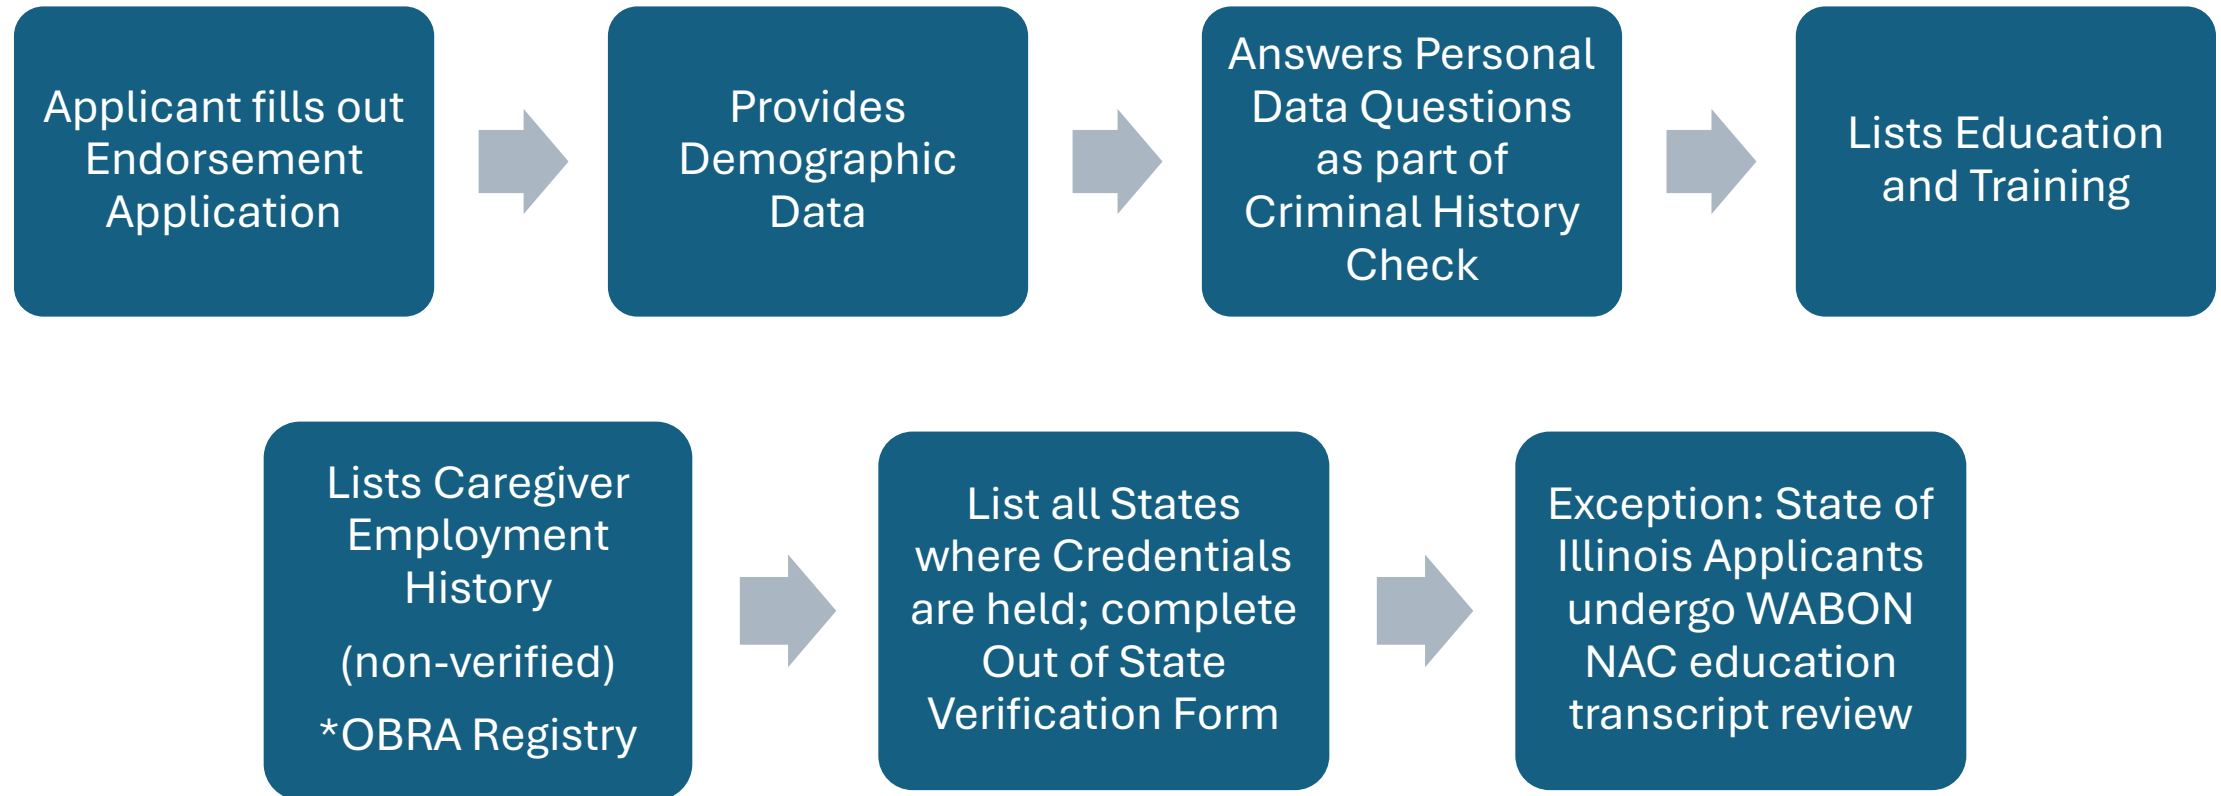 Applicant fills out
Endorsement
Application
Provides
Demographic
Data
Answers Personal
Data Questions
as part of
Criminal History
Check
Lists Education
and Training
Lists Caregiver
Employment
History
(non-verified)
*OBRA Registry
List all States
where Credentials
are held; complete
Out of State
Verification Form
Exception: State of
Illinois Applicants
undergo WABON
NAC education
transcript review